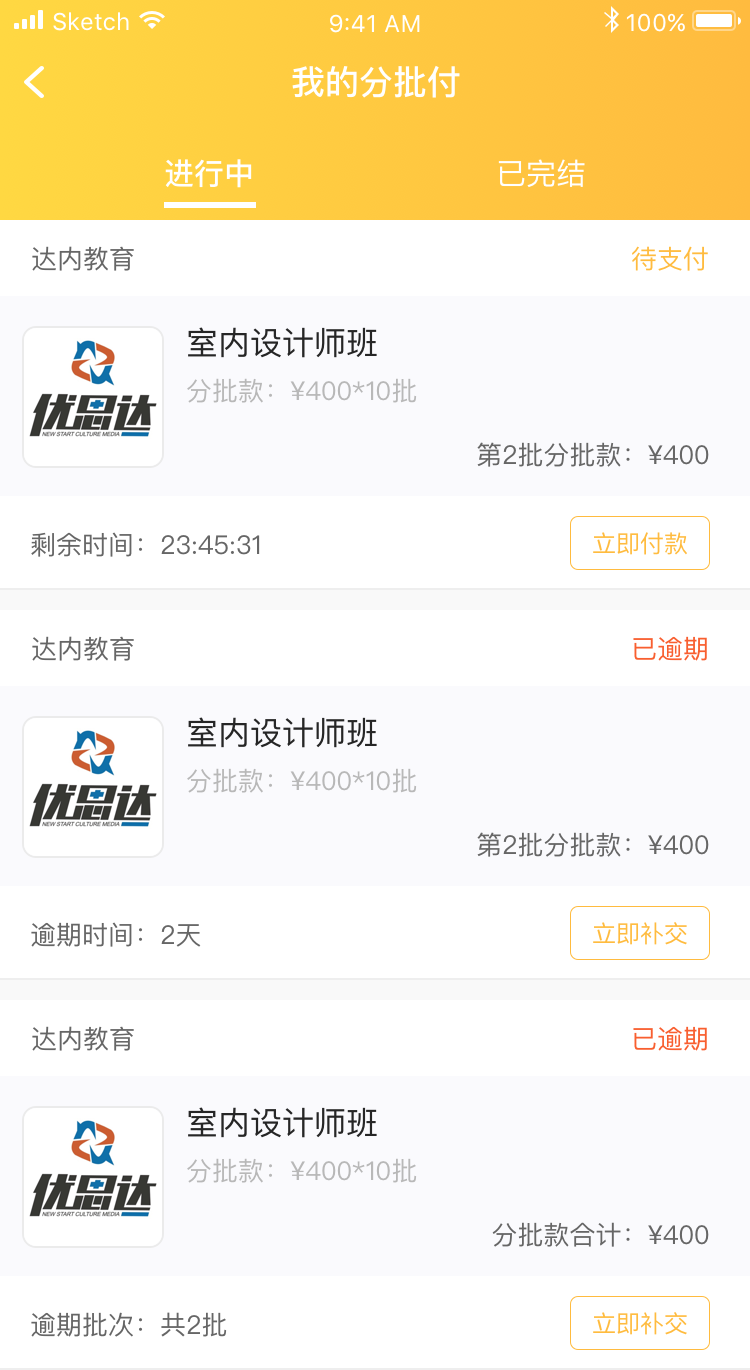 Sketch 9:41 AM 100%
我的分批付
进行中 已完结
达内教育 待支付
室内设计师班
分批款：¥400*10批
优思达
NEW START CULTURE MEDIA
第2批分批款：¥400
剩余时间：23:45:31 立即付款
达内教育 已逾期
室内设计师班
分批款：¥400*10批
优思达
NEW START CULTURE MEDIA
第2批分批款：¥400
逾期时间：2天 立即补交
达内教育 已逾期
室内设计师班
分批款：¥400*10批
优思达
NEW START CULTURE MEDIA
分批款合计：¥400
逾期批次：共2批 立即补交